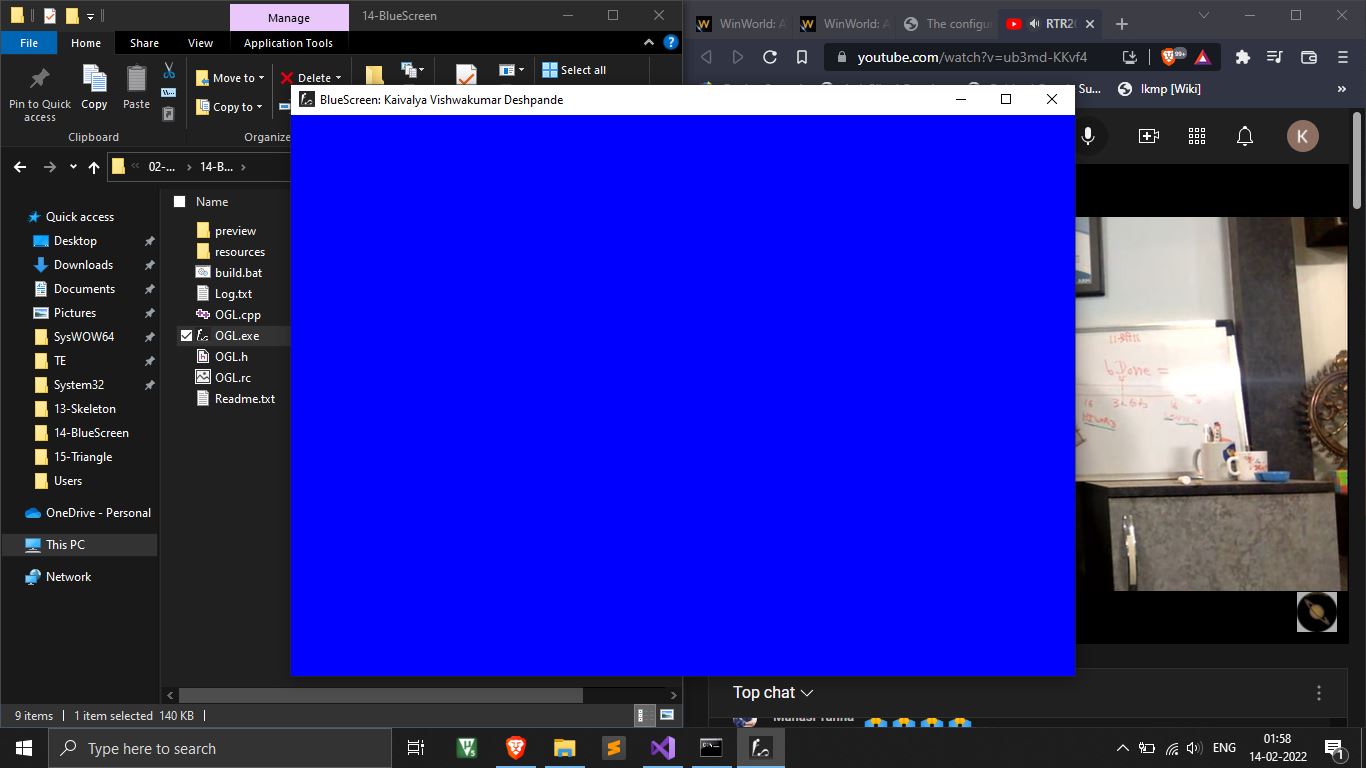 Manage
14-BlueScreen
File
Home
Share
View
Application Tools
Pin to Quick access
Copy
Paste
Move to
Copy to
Delete
Select all
Clipboard
Organize
02-...
14-B...
Quick access
Desktop
Downloads
Documents
Pictures
SysWOW64
TE
System32
13-Skeleton
14-BlueScreen
15-Triangle
Users
OneDrive - Personal
This PC
Network
Name
preview
resources
build.bat
Log.txt
OGL.cpp
OGL.exe
OGL.h
OGL.rc
Readme.txt
9 items
1 item selected 140 KB
BlueScreen: Kaivalya Vishwakumar Deshpande
WinWorld: A
WinWorld: A
The configu
RTR2
youtube.com/watch?v=ub3md-KKvf4
99+
Su...
lkmp [Wiki]
K
Top chat
Type here to search
ENG
01:58
14-02-2022
1